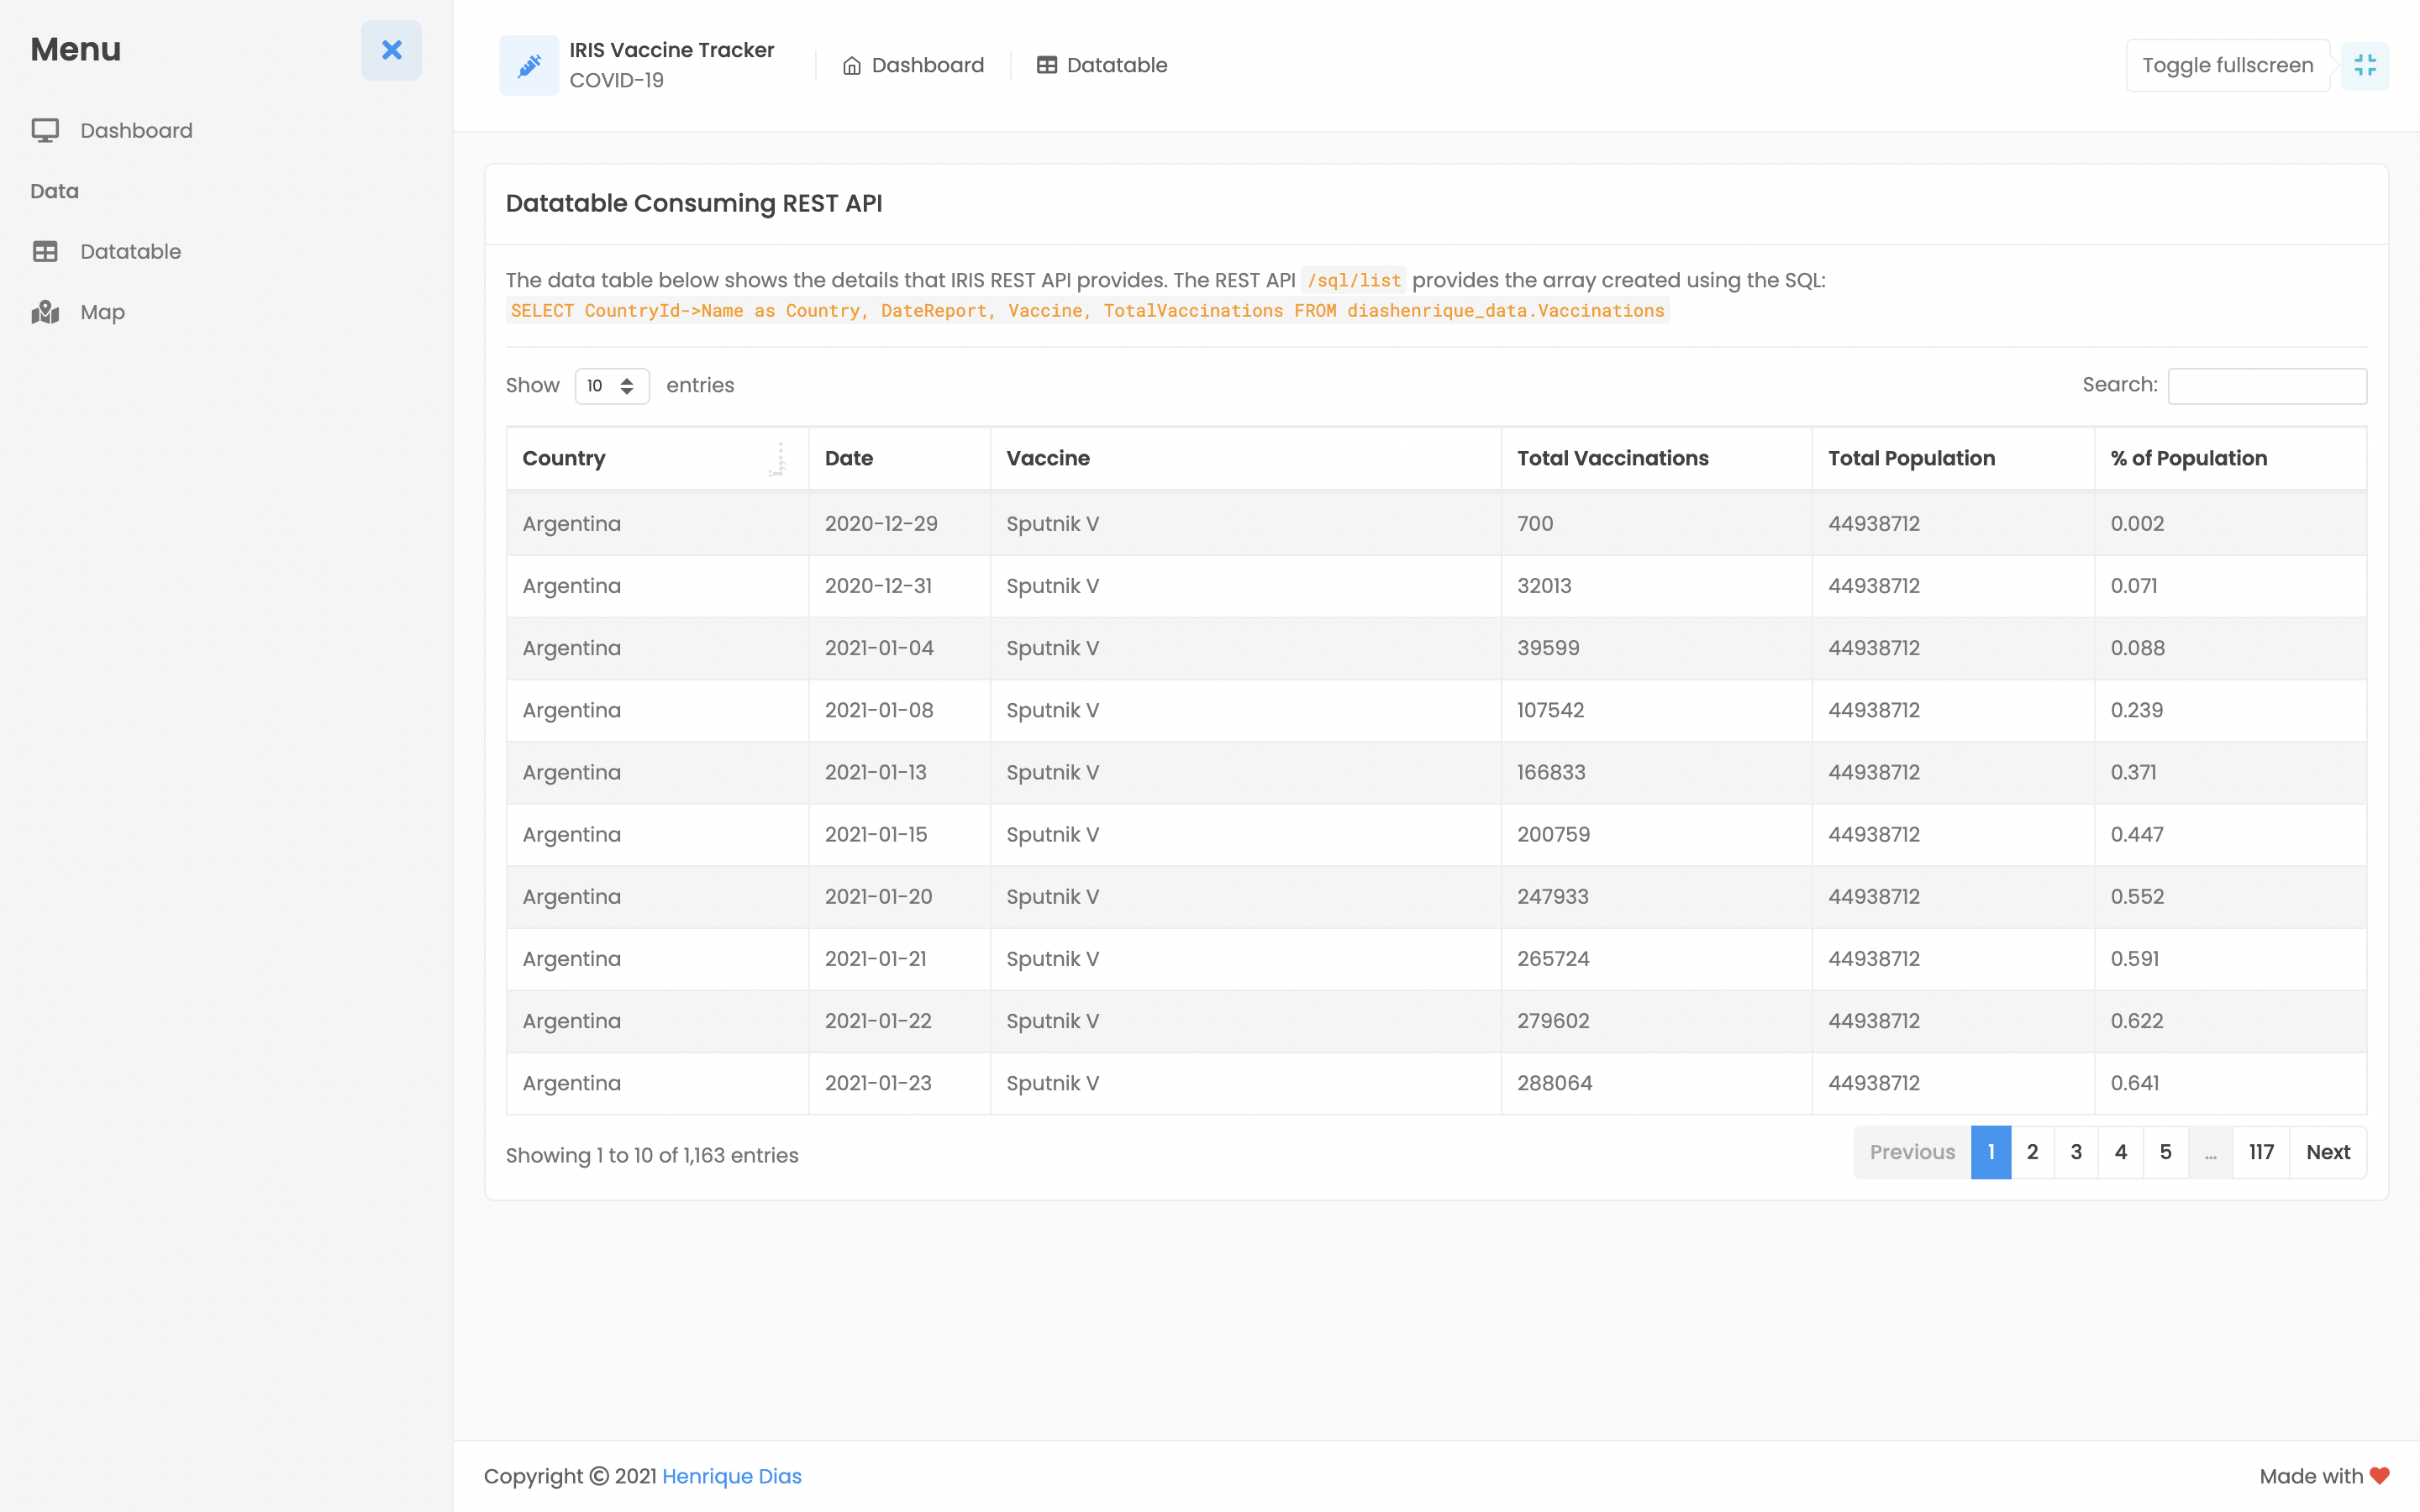 Menu
Dashboard
Data
Datatable
Map
IRIS Vaccine Tracker
COVID-19
Dashboard
Datatable
Toggle fullscreen
Datatable Consuming REST API
The data table below shows the details that IRIS REST API provides. The REST API /sql/list provides the array created using the SQL:
SELECT CountryId->Name as Country, DateReport, Vaccine, TotalVaccinations FROM diashenrique_data.Vaccinations
Show 10 entries Search:
Country Date Vaccine Total Vaccinations Total Population % of Population
Argentina 2020-12-29 Sputnik V 700 44938712 0.002
Argentina 2020-12-31 Sputnik V 32013 44938712 0.071
Argentina 2021-01-04 Sputnik V 39599 44938712 0.088
Argentina 2021-01-08 Sputnik V 107542 44938712 0.239
Argentina 2021-01-13 Sputnik V 166833 44938712 0.371
Argentina 2021-01-15 Sputnik V 200759 44938712 0.447
Argentina 2021-01-20 Sputnik V 247933 44938712 0.552
Argentina 2021-01-21 Sputnik V 265724 44938712 0.591
Argentina 2021-01-22 Sputnik V 279602 44938712 0.622
Argentina 2021-01-23 Sputnik V 288064 44938712 0.641
Showing 1 to 10 of 1,163 entries
Previous 1 2 3 4 5 ... 117 Next
Copyright © 2021 Henrique Dias
Made with ❤